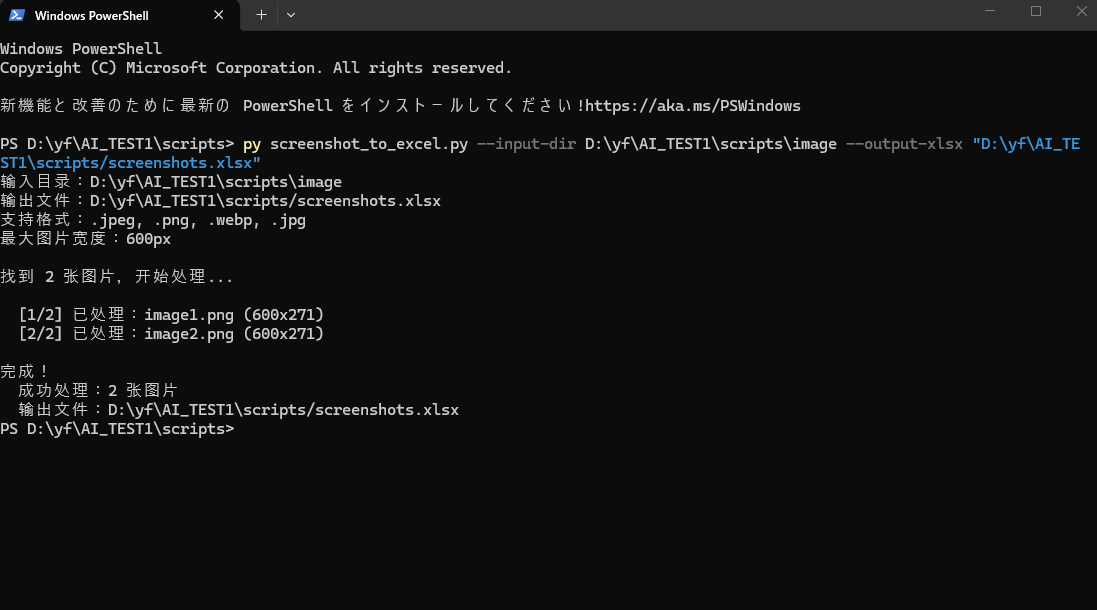 Windows PowerShell
Windows PowerShell
Copyright (C) Microsoft Corporation. All rights reserved.
新機能と改善のために最新の PowerShell をインストールしてください!https://aka.ms/PSWindows
PS D:\yf\AI_TEST1\scripts> py screenshot_to_excel.py --input-dir D:\yf\AI_TEST1\scripts\image --output-xlsx "D:\yf\AI_TE
ST1\scripts/screenshots.xlsx"
输入目录：D:\yf\AI_TEST1\scripts\image
输出文件：D:\yf\AI_TEST1\scripts/screenshots.xlsx
支持格式：.jpeg, .png, .webp, .jpg
最大图片宽度：600px
找到 2 张图片，开始处理...
[1/2] 已处理：image1.png (600x271)
[2/2] 已处理：image2.png (600x271)
完成！
成功处理：2 张图片
输出文件：D:\yf\AI_TEST1\scripts/screenshots.xlsx
PS D:\yf\AI_TEST1\scripts>